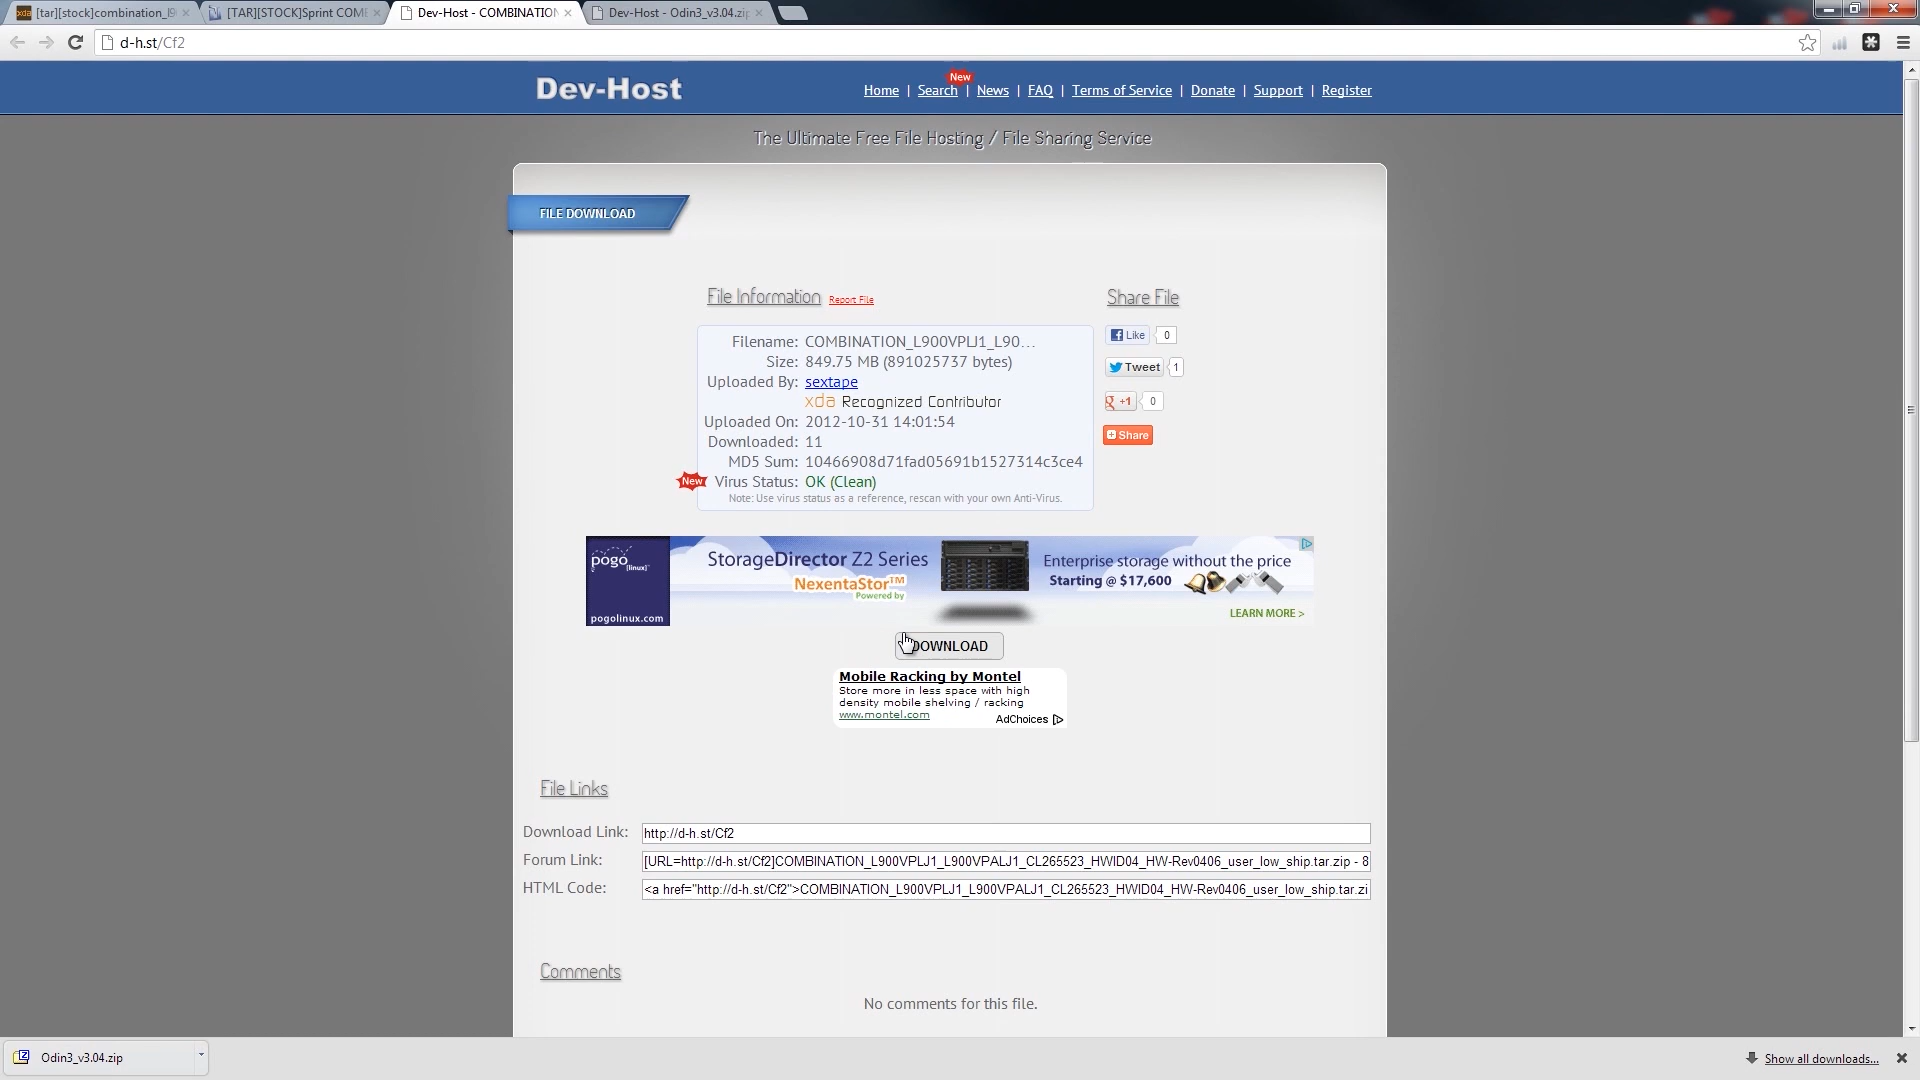 [tar][stock]combination_l9
[TAR][STOCK]Sprint COME
Dev-Host - COMBINATION
Dev-Host - Odin3_v3.04.zip
d-h.st/Cf2
Dev-Host
New
Home | Search | News | FAQ | Terms of Service | Donate | Support | Register
The Ultimate Free File Hosting / File Sharing Service
FILE DOWNLOAD
File Information Report File
Filename: COMBINATION_L900VPLJ1_L90...
Size: 849.75 MB (891025737 bytes)
Uploaded By: sextape
xda Recognized Contributor
Uploaded On: 2012-10-31 14:01:54
Downloaded: 11
MD5 Sum: 10466908d71fad05691b1527314c3ce4
New Virus Status: OK (Clean)
Note: Use virus status as a reference, rescan with your own Anti-Virus.
Share File
Like 0
Tweet 1
+1 0
Share
pogo linux
pogolinux.com
StorageDirector Z2 Series
NexentaStor™
Powered by
Enterprise storage without the price
Starting @ $17,600
LEARN MORE >
DOWNLOAD
Mobile Racking by Montel
Store more in less space with high
density mobile shelving / racking
www.montel.com
AdChoices
File Links
Download Link: http://d-h.st/Cf2
Forum Link: [URL=http://d-h.st/Cf2]COMBINATION_L900VPLJ1_L900VPALJ1_CL265523_HWID04_HW-Rev0406_user_low_ship.tar.zip - 8
HTML Code: <a href="http://d-h.st/Cf2">COMBINATION_L900VPLJ1_L900VPALJ1_CL265523_HWID04_HW-Rev0406_user_low_ship.tar.zi
Comments
No comments for this file.
Odin3_v3.04.zip
Show all downloads...